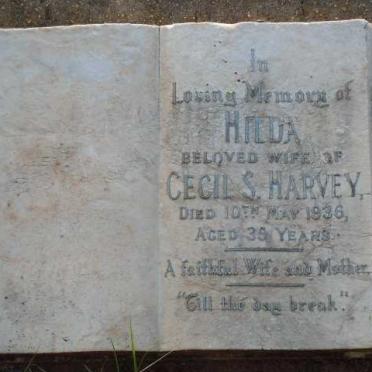 In
Loving Memory of
HILDA
BELOVED WIFE OF
CECIL S. HARVEY,
DIED 10TH MAY 1936,
AGED 35 YEARS.
A faithful Wife and Mother,
"Till the day break".